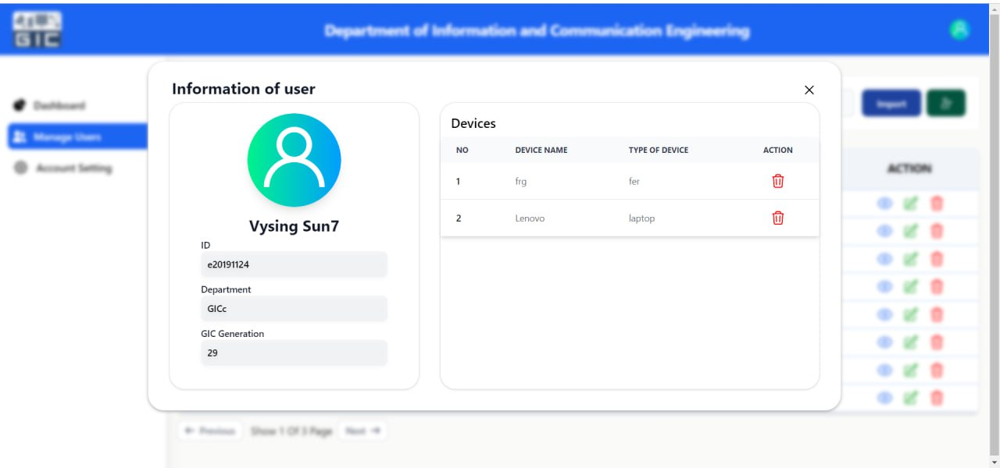 GIC
Department of Information and Communication Engineering
Dashboard
Manage Users
Account Setting
Import
ACTION
Information of user
Vysing Sun7
ID
e20191124
Department
GICc
GIC Generation
29
Devices
NO DEVICE NAME TYPE OF DEVICE ACTION
1 frg fer
2 Lenovo laptop
Previous Show 1 Of 3 Page Next